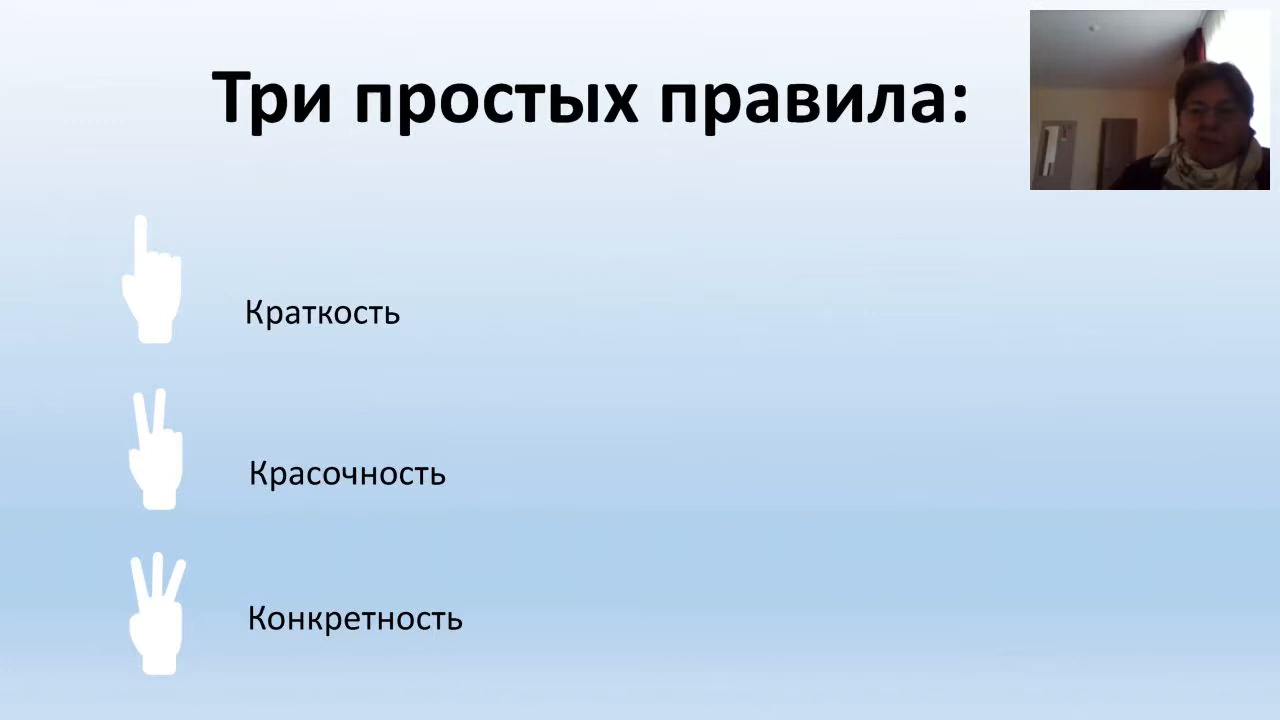 Три простых правила:
Краткость
Красочность
Конкретность